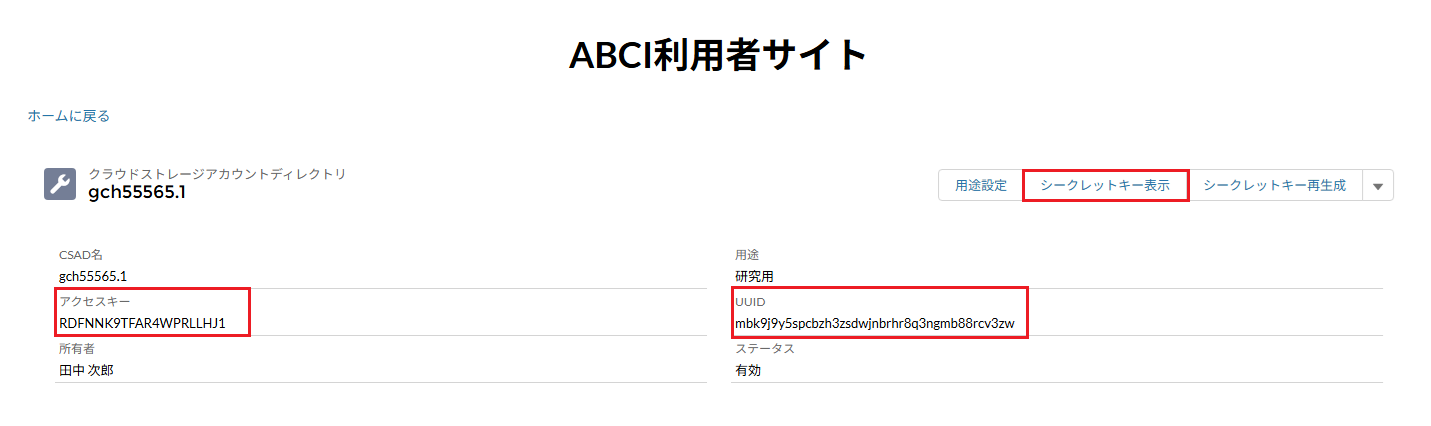 ABCI利用者サイト
ホームに戻る
クラウドストレージアカウントディレクトリ
gch55565.1
用途設定 シークレットキー表示 シークレットキー再生成
CSAD名 用途
gch55565.1 研究用
アクセスキー UUID
RDFNNK9TFAR4WPRLLHJ1 mbk9j9y5spcbzh3zsdwjnbrhr8q3ngmb88rcv3zw
所有者 ステータス
田中 次郎 有効